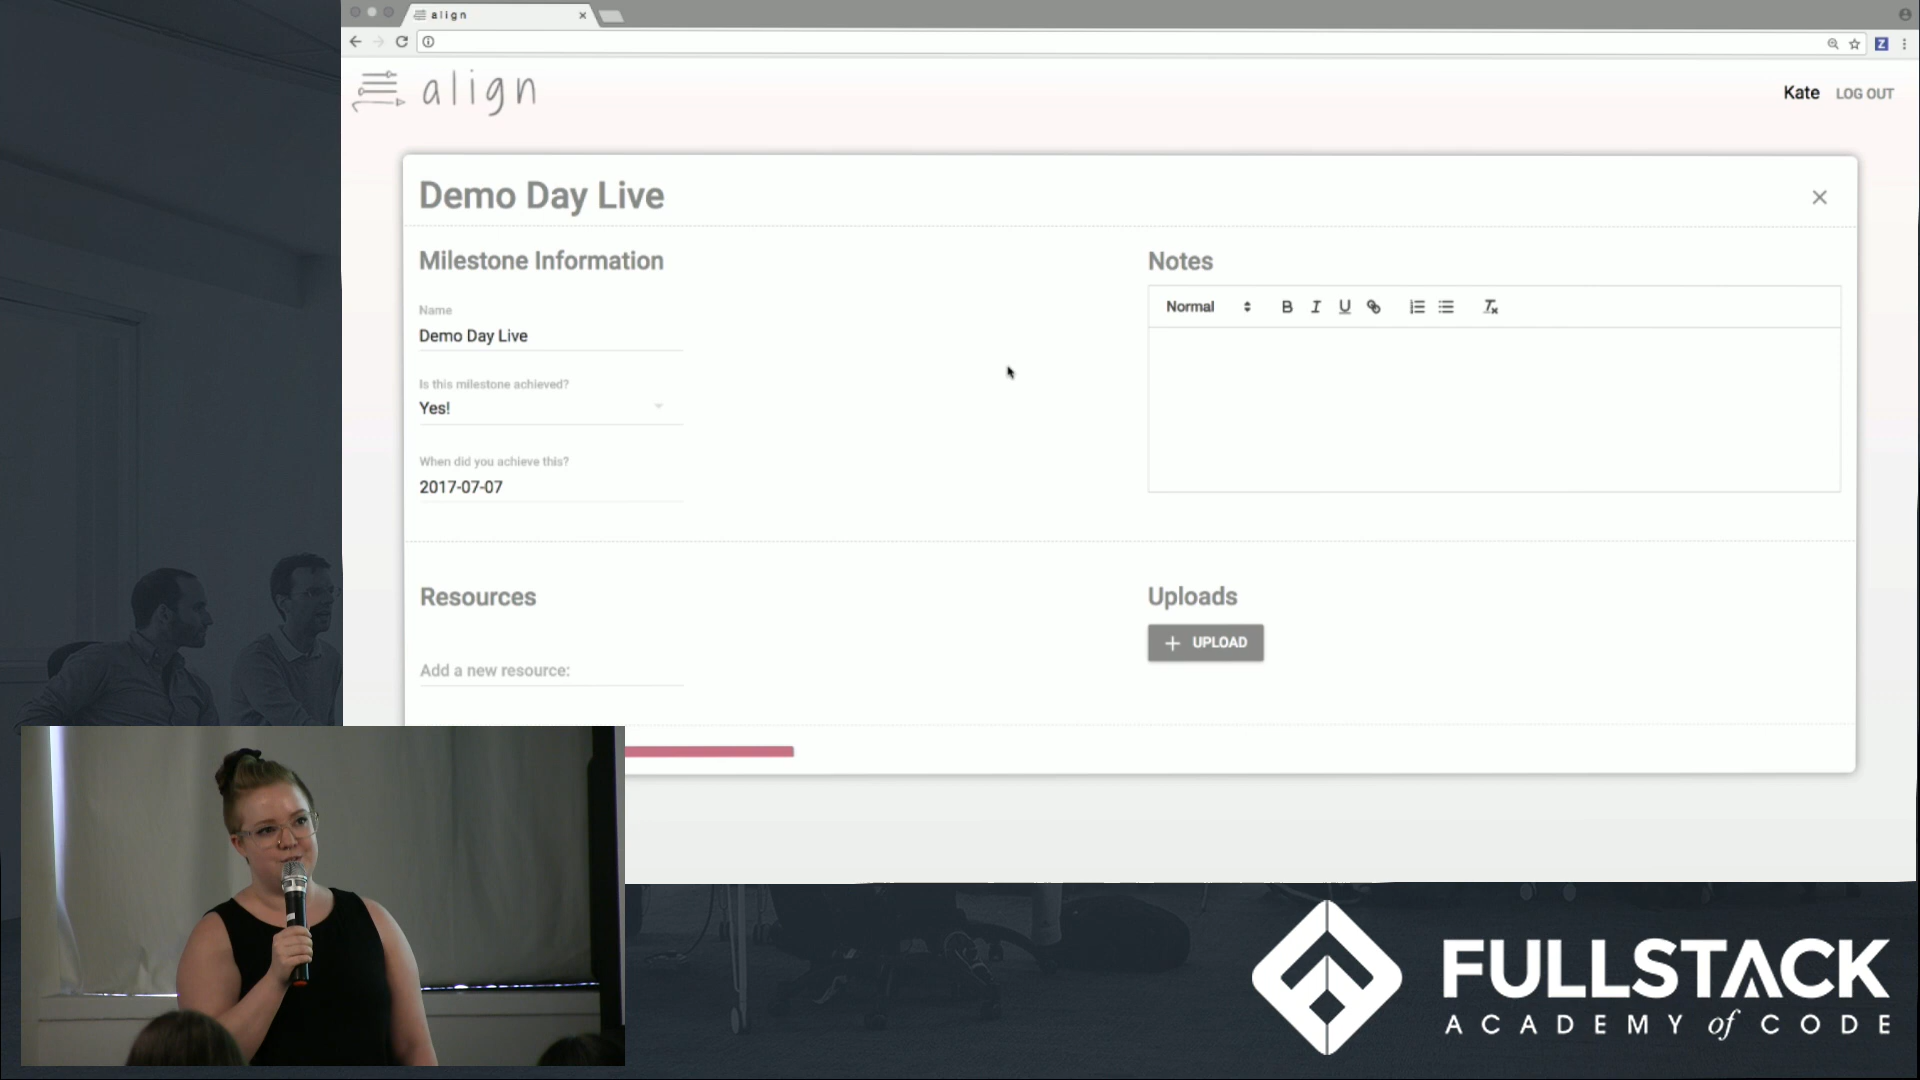 align
align
Kate LOG OUT
Demo Day Live
Milestone Information
Name
Demo Day Live
Is this milestone achieved?
Yes!
When did you achieve this?
2017-07-07
Notes
Normal B I U
Resources
Add a new resource:
Uploads
+ UPLOAD
Z
FULLSTACK
ACADEMY of CODE